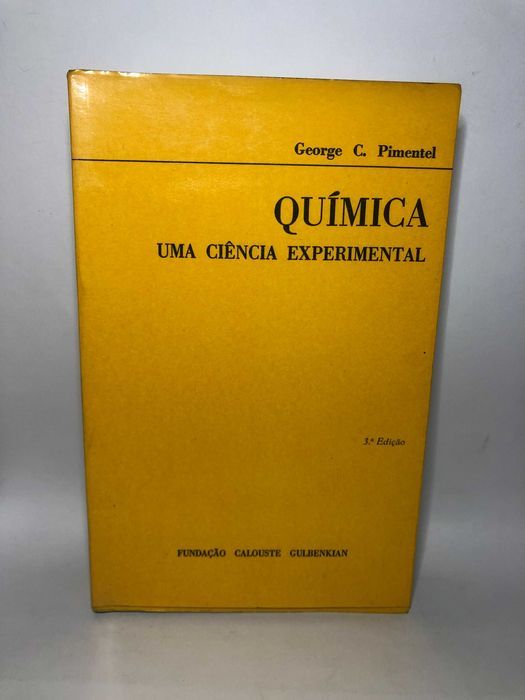 George C. Pimentel
QUÍMICA
UMA CIÊNCIA EXPERIMENTAL
3.ª Edição
FUNDAÇÃO CALOUSTE GULBENKIAN